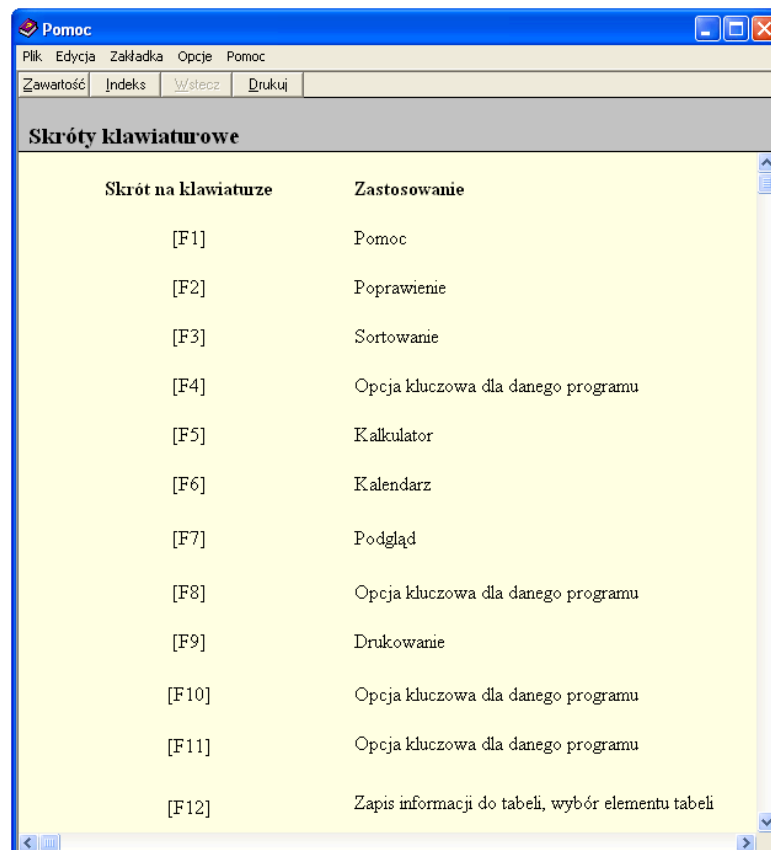 Pomoc
Plik Edycja Zakładka Opcje Pomoc
Zawartość Indeks Wstecz Drukuj
Skróty klawiaturowe
Skrót na klawiaturze Zastosowanie
[F1] Pomoc
[F2] Poprawienie
[F3] Sortowanie
[F4] Opcja kluczowa dla danego programu
[F5] Kalkulator
[F6] Kalendarz
[F7] Podgląd
[F8] Opcja kluczowa dla danego programu
[F9] Drukowanie
[F10] Opcja kluczowa dla danego programu
[F11] Opcja kluczowa dla danego programu
[F12] Zapis informacji do tabeli, wybór elementu tabeli